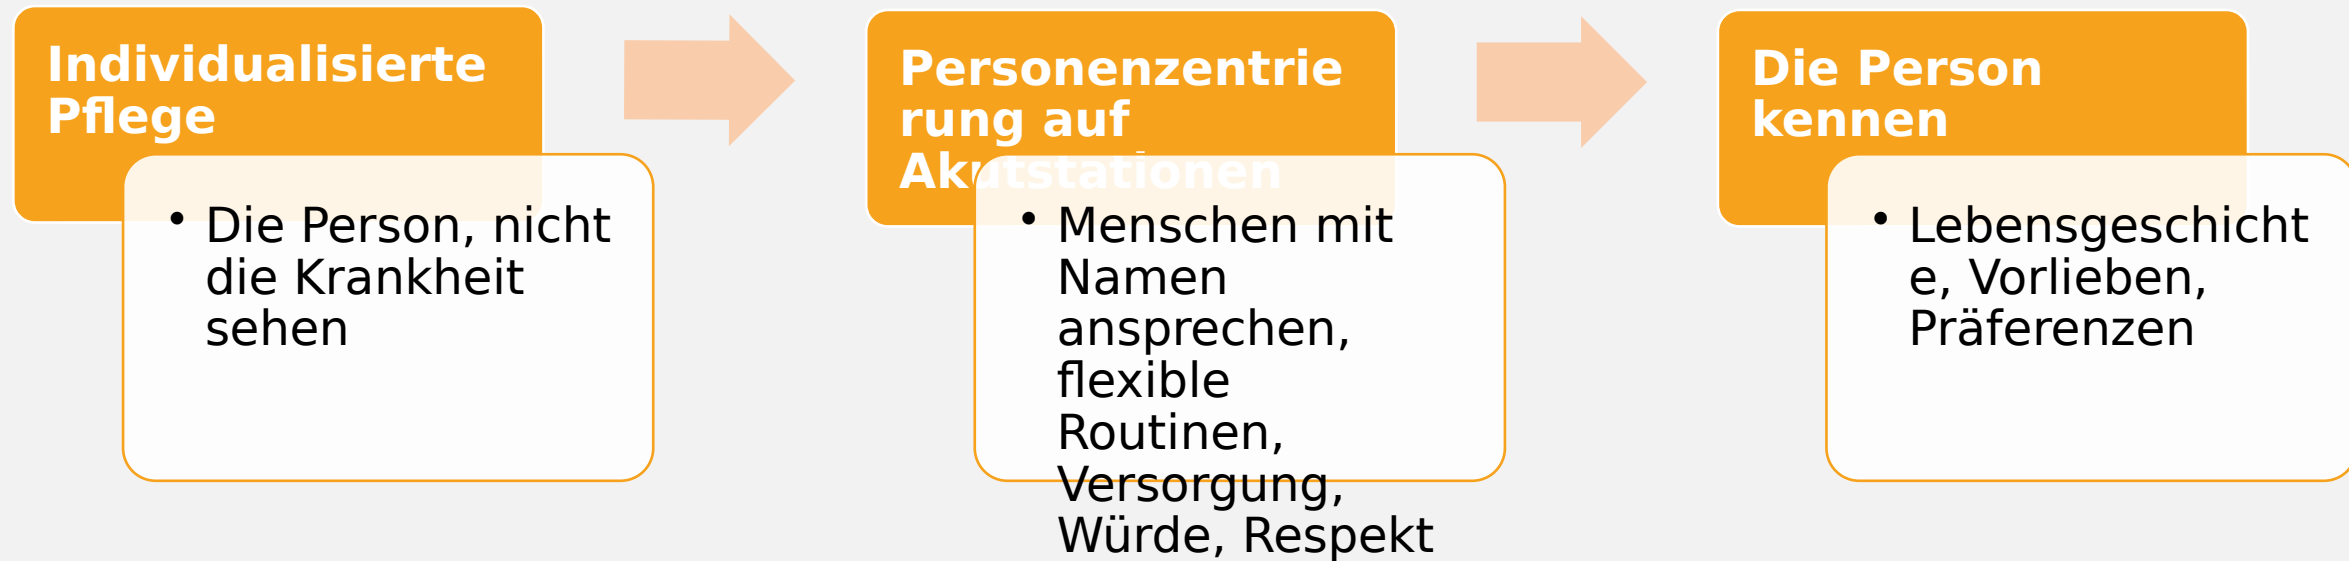 Individualisierte
Pflege
• Die Person, nicht
die Krankheit
sehen
Personenzentrie
rung auf
Akutstationen
• Menschen mit
Namen
ansprechen,
flexible
Routinen,
Versorgung,
Würde, Respekt
Die Person
kennen
• Lebensgeschicht
e, Vorlieben,
Präferenzen